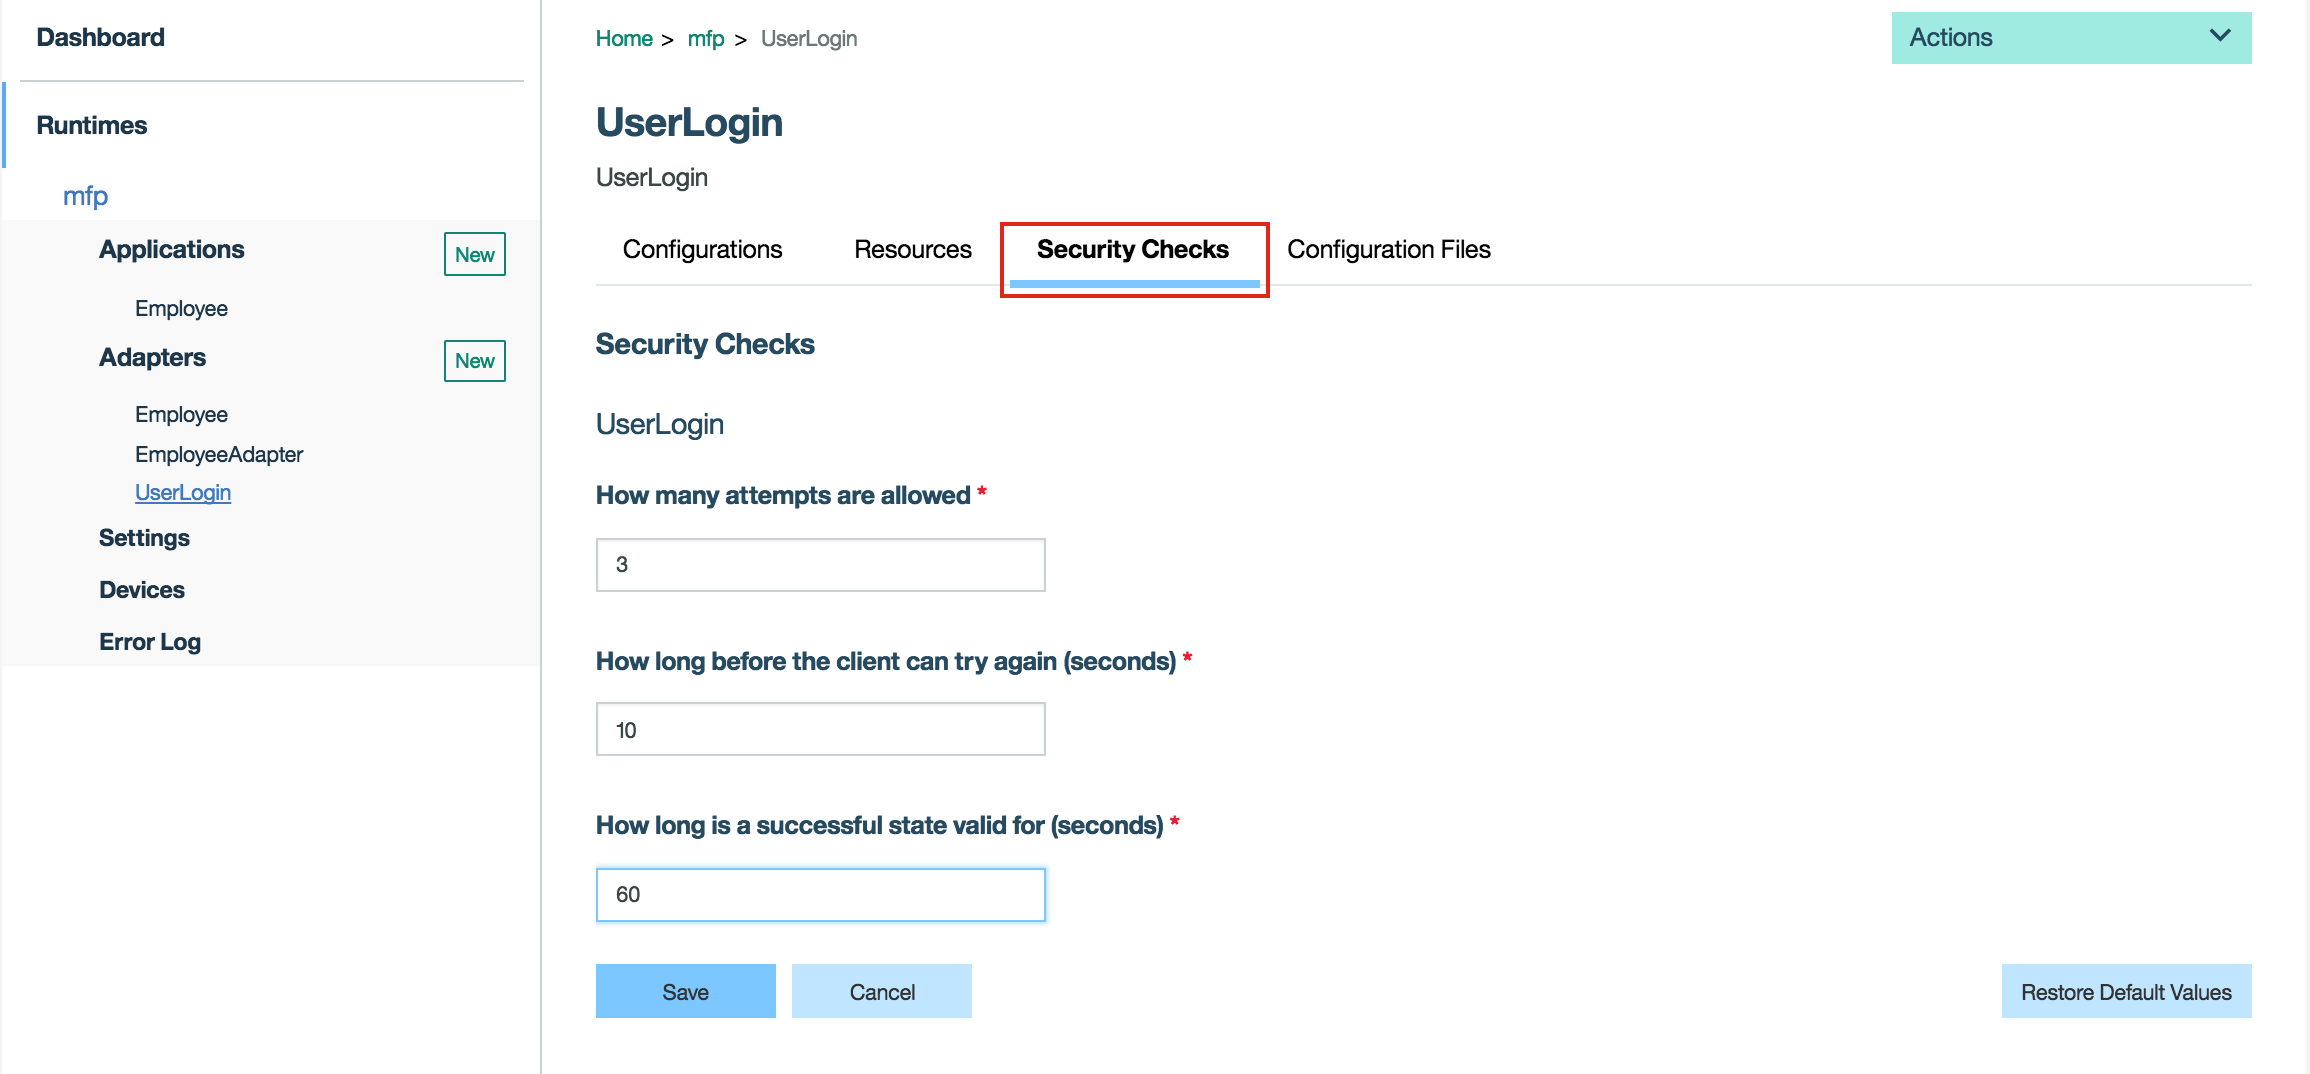 Dashboard
Runtimes
mfp
Applications
New
Employee
Adapters
New
Employee
EmployeeAdapter
UserLogin
Settings
Devices
Error Log
Home > mfp > UserLogin
Actions
UserLogin
UserLogin
Configurations Resources Security Checks Configuration Files
Security Checks
UserLogin
How many attempts are allowed *
3
How long before the client can try again (seconds) *
10
How long is a successful state valid for (seconds) *
60
Save Cancel Restore Default Values